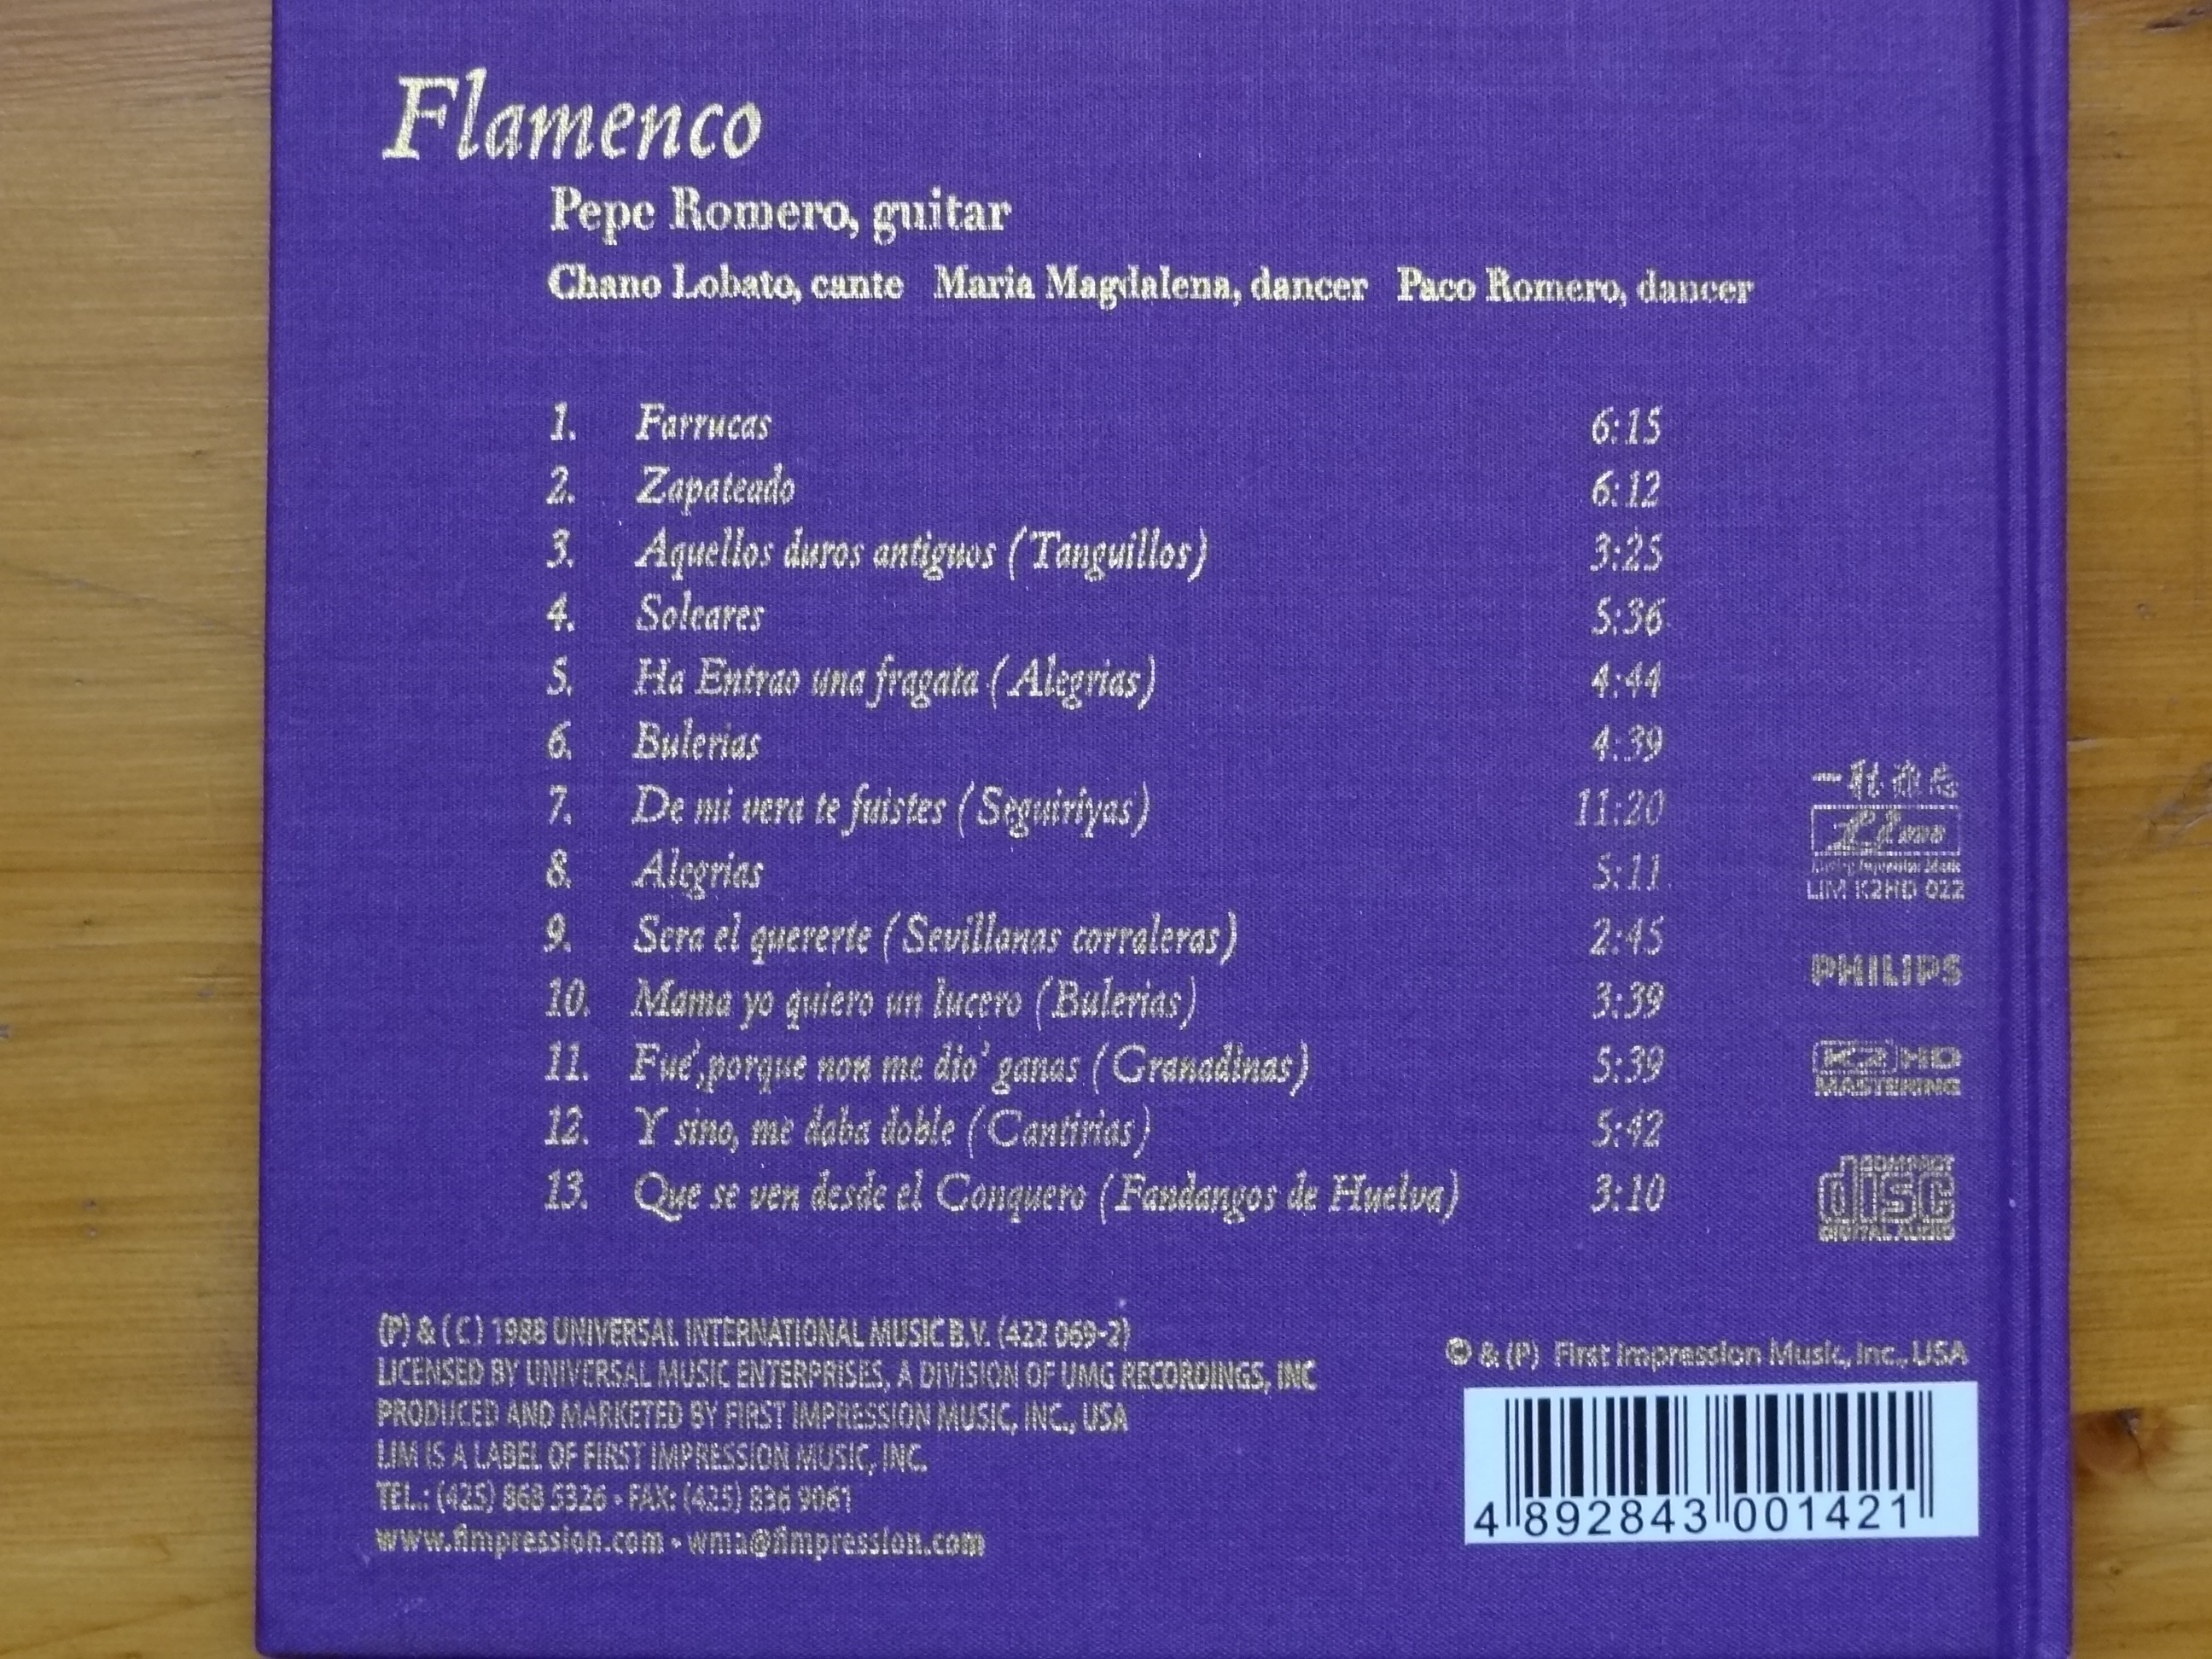 Flamenco
Pepe Romero, guitar
Chano Lobato, cante Maria Magdalena, dancer Paco Romero, dancer
1. Farrucas 6:15
2. Zapateado 6:12
3. Aquellos duros antiguos (Tanguillos) 3:25
4. Soleares 5:36
5. Ha Entrao una fragata (Alegrias) 4:44
6. Bulerias 4:39
7. De mi vera te fuistes (Seguiriyas) 11:20
8. Alegrias 5:11
9. Sera el quererte (Sevillanas corraleras) 2:45
10. Mama yo quiero un lucero (Bulerias) 3:39
11. Fue',porque non me dio' ganas (Granadinas) 5:39
12. Y sino, me daba doble (Cantirias) 5:42
13. Que se ven desde el Conquero (Fandangos de Huelva) 3:10
一聽難忘
LIM K2HD 022
PHILIPS
K2 HD
MASTERING
COMPACT
disc
DIGITAL AUDIO
(P) & (C) 1988 UNIVERSAL INTERNATIONAL MUSIC B.V. (422 069-2)
LICENSED BY UNIVERSAL MUSIC ENTERPRISES, A DIVISION OF UMG RECORDINGS, INC
PRODUCED AND MARKETED BY FIRST IMPRESSION MUSIC, INC., USA
LIM IS A LABEL OF FIRST IMPRESSION MUSIC, INC.
TEL.: (425) 868 5326 • FAX: (425) 836 9061
www.fimpression.com • wma@fimpression.com
© & (P) First Impression Music, Inc., USA
4 892843 001421